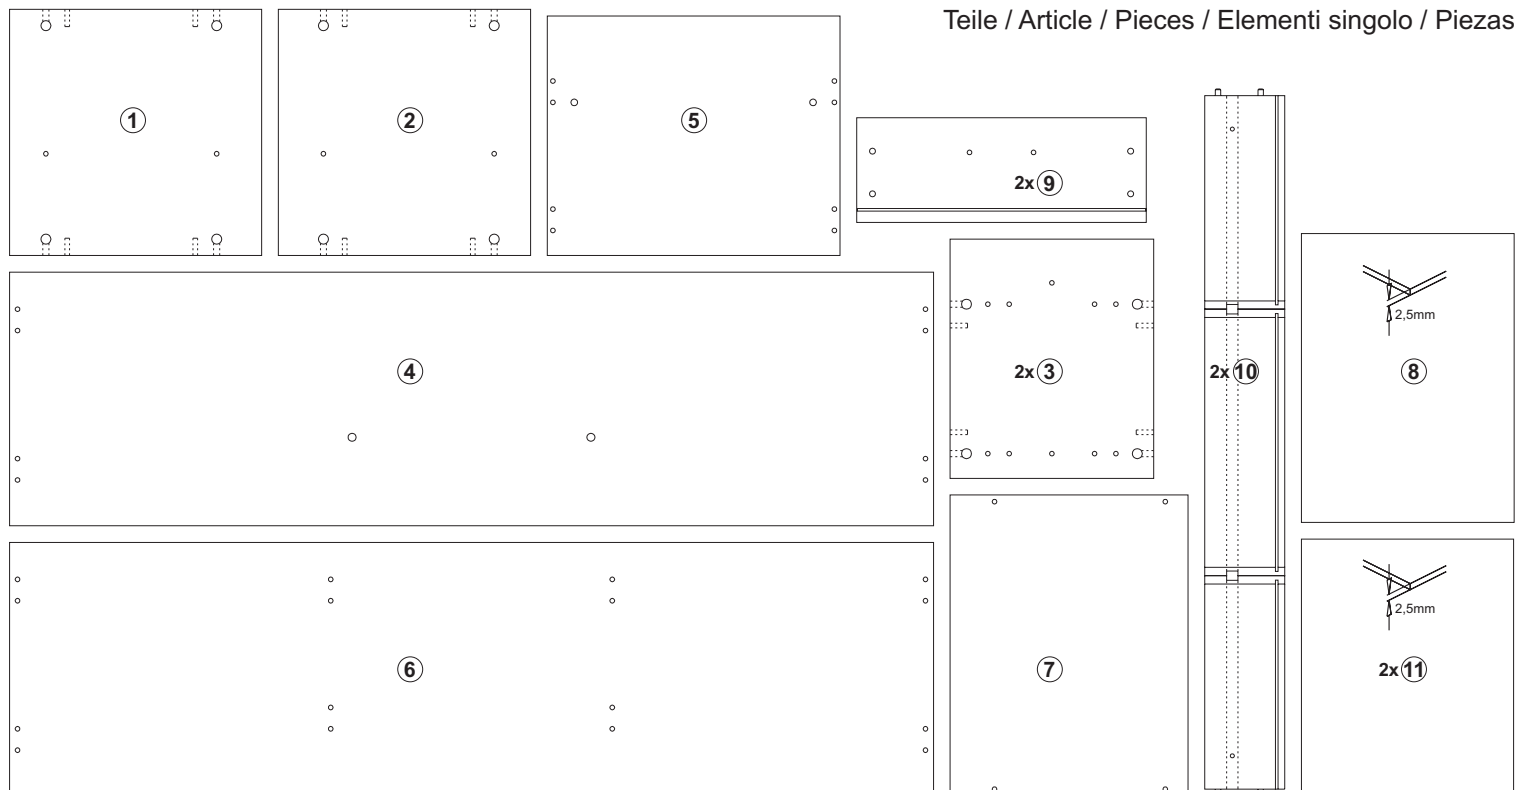 Teile / Article / Pieces / Elementi singolo / Piezas
1
2
5
2x 9
4
2x 3
2x 10
2,5mm
8
6
7
2,5mm
2x 11